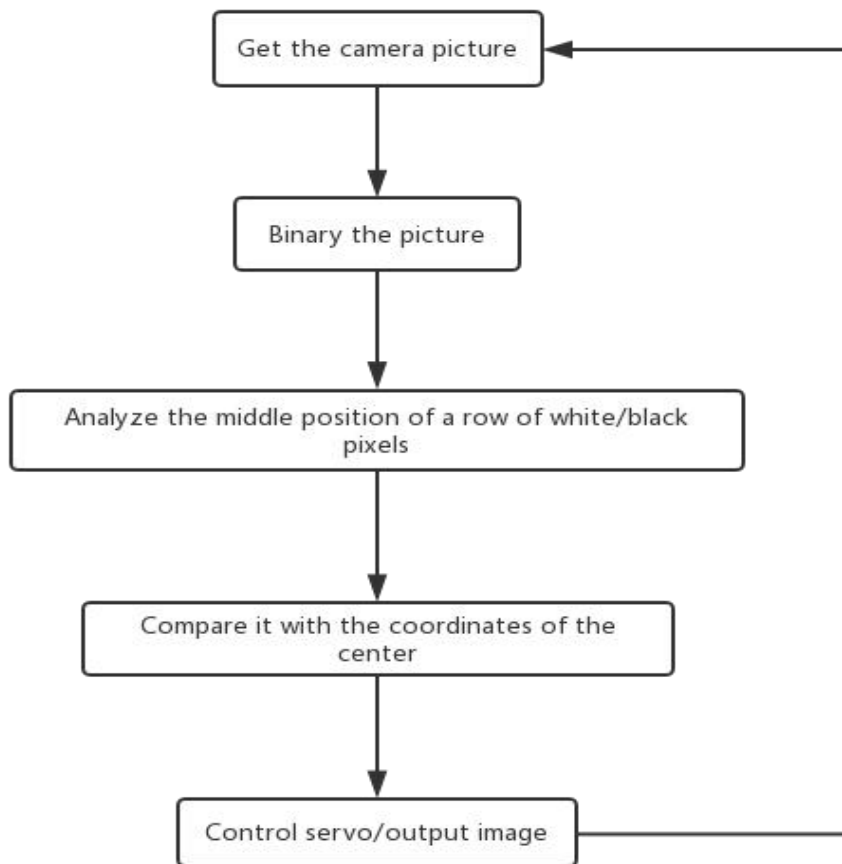 Get the camera picture
Binary the picture
Analyze the middle position of a row of white/black
pixels
Compare it with the coordinates of the
center
Control servo/output image